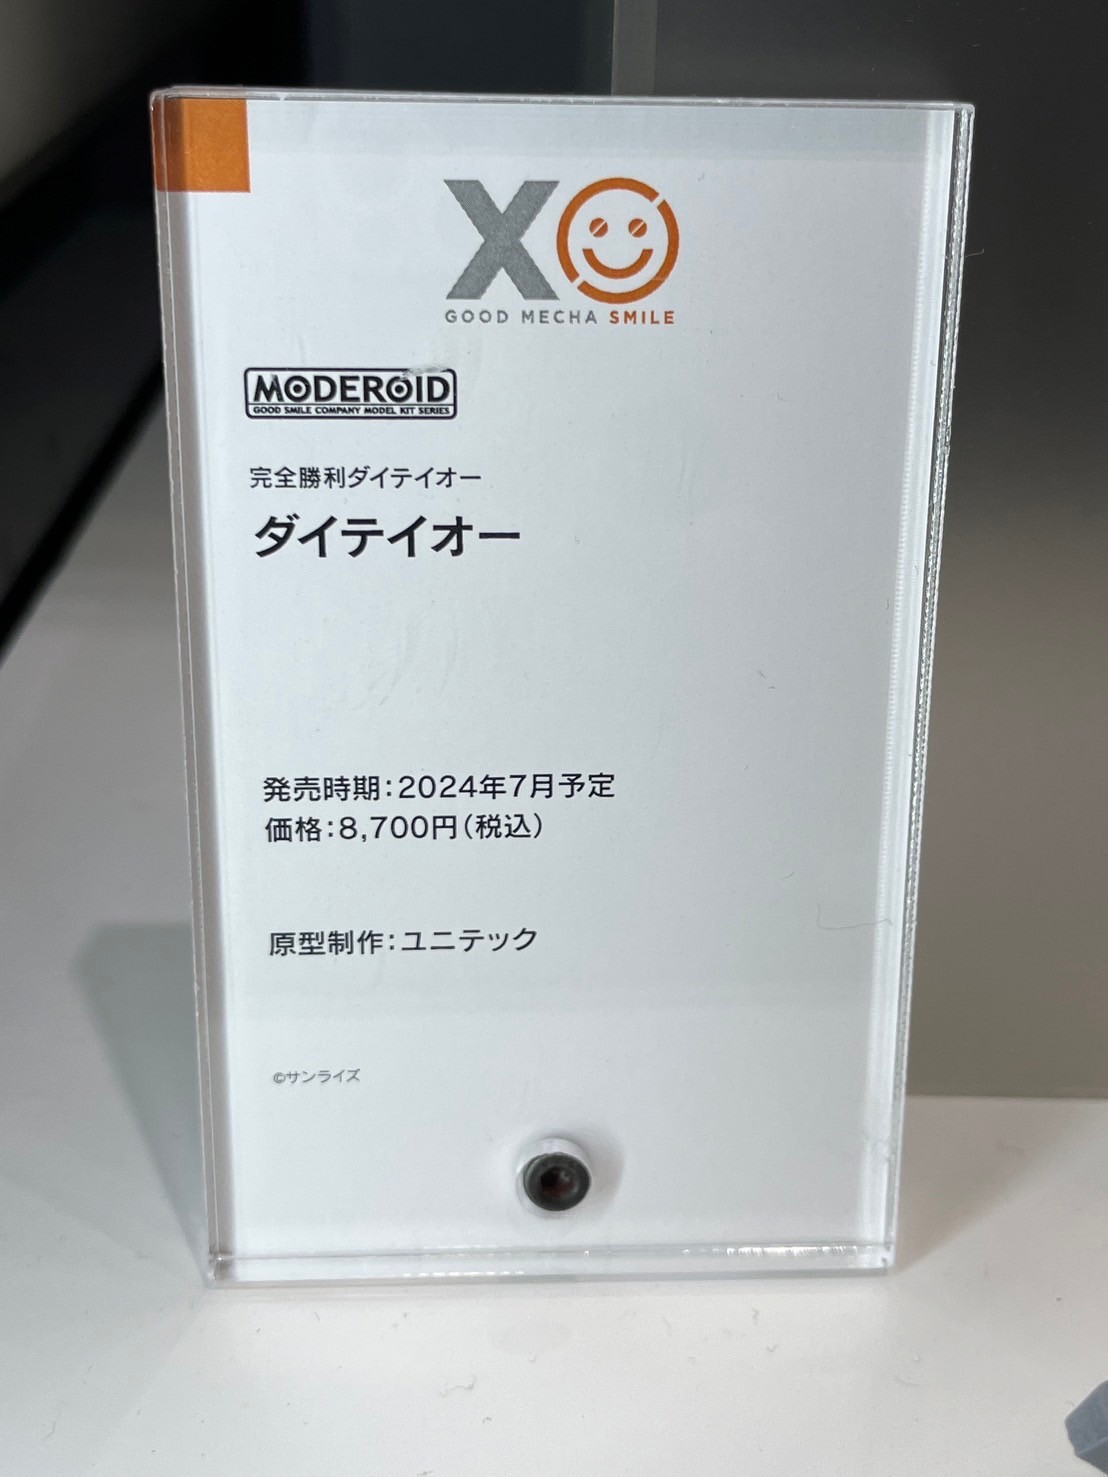 XO
GOOD MECHA SMILE
MODEROID
GOOD SMILE COMPANY MODEL KIT SERIES
完全勝利ダイテイオー
ダイテイオー
発売時期：2024年7月予定
価格：8,700円（税込）
原型制作：ユニテック
©サンライズ